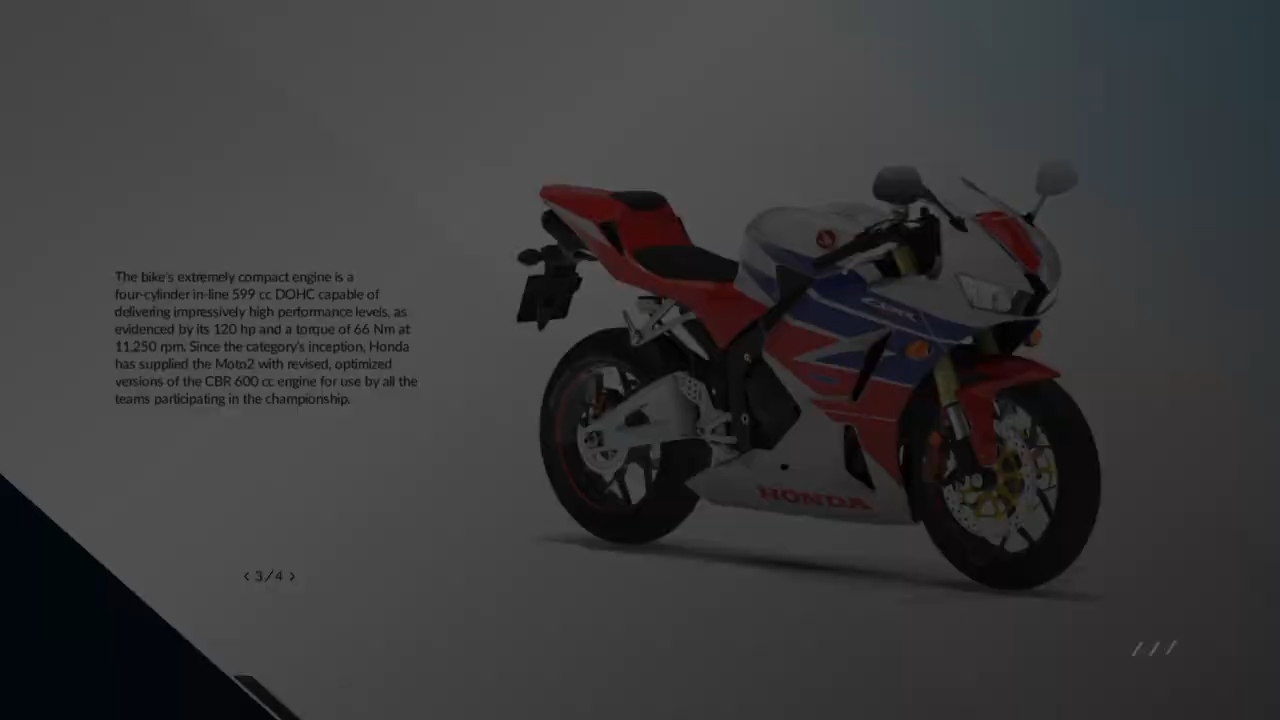 The bike's extremely compact engine is a
four-cylinder in-line 599 cc DOHC capable of
delivering impressively high performance levels, as
evidenced by its 120 hp and a torque of 66 Nm at
11,250 rpm. Since the category's inception, Honda
has supplied the Moto2 with revised, optimized
versions of the CBR 600 cc engine for use by all the
teams participating in the championship.
CBR
HONDA
< 3/4 >